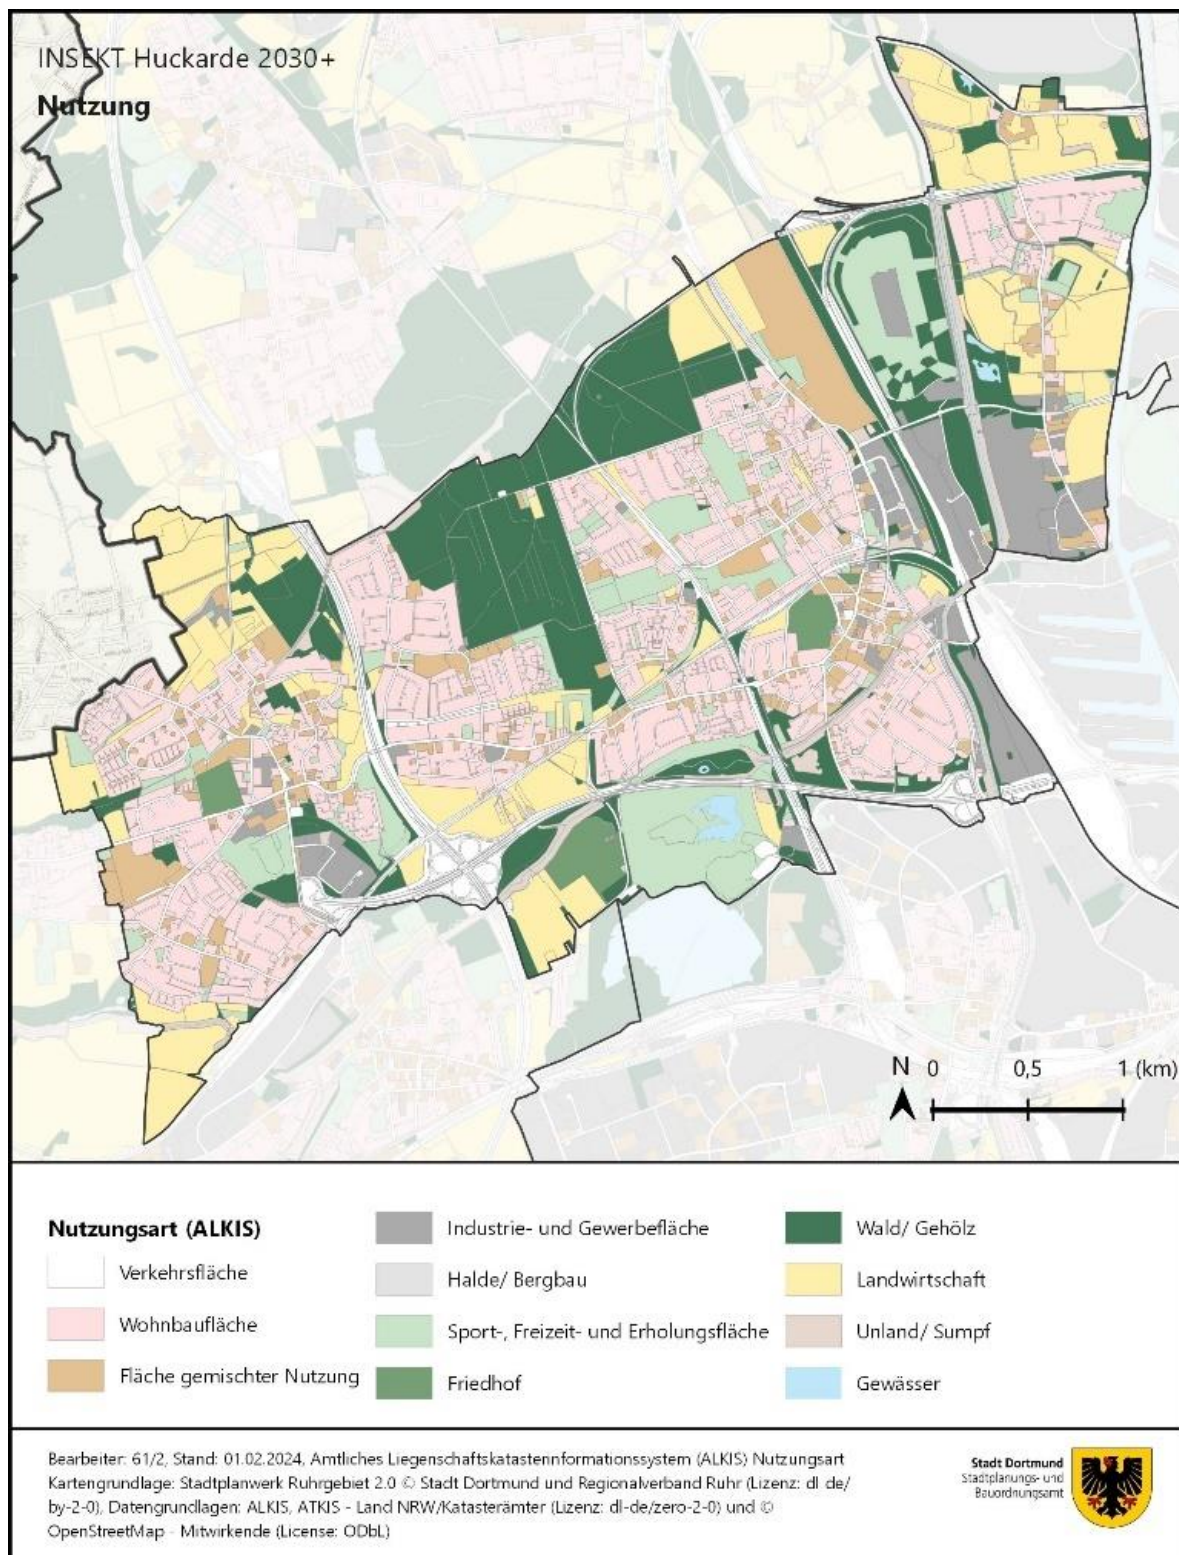 INSEKT Huckarde 2030+
Nutzung
N 0 0,5 1 (km)
Nutzungsart (ALKIS)
Verkehrsfläche
Wohnbaufläche
Fläche gemischter Nutzung
Industrie- und Gewerbefläche
Halde/ Bergbau
Sport-, Freizeit- und Erholungsfläche
Friedhof
Wald/ Gehölz
Landwirtschaft
Unland/ Sumpf
Gewässer
Bearbeiter: 61/2, Stand: 01.02.2024, Amtliches Liegenschaftskatasterinformationssystem (ALKIS) Nutzungsart
Kartengrundlage: Stadtplanwerk Ruhrgebiet 2.0 © Stadt Dortmund und Regionalverband Ruhr (Lizenz: dl de/
by-2-0), Datengrundlagen: ALKIS, ATKIS - Land NRW/Katasterämter (Lizenz: dl-de/zero-2-0) und ©
OpenStreetMap - Mitwirkende (License: ODbL)
Stadt Dortmund
Stadtplanungs- und
Bauordnungsamt